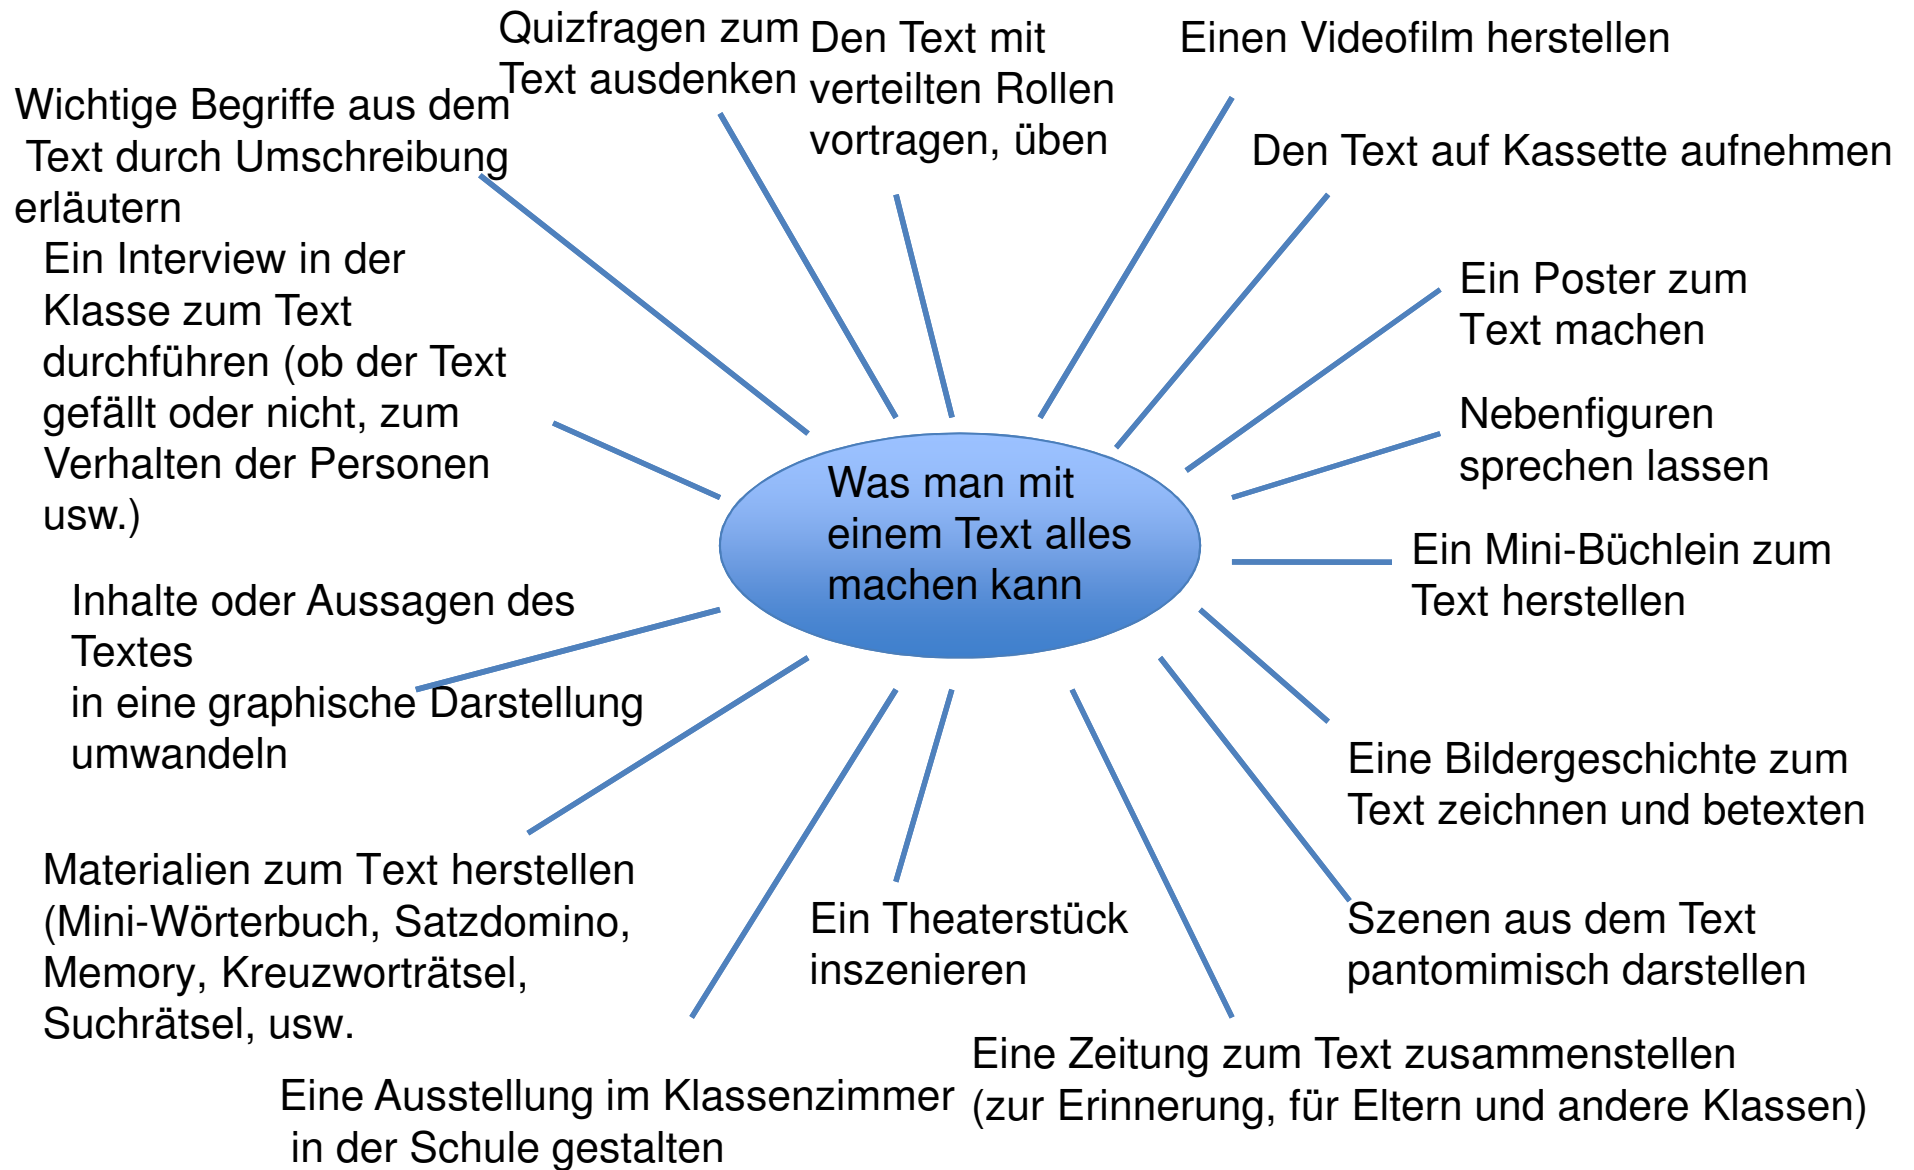 Quizfragen zum
Text ausdenken
Den Text mit
verteilten Rollen
vortragen, üben
Einen Videofilm herstellen
Wichtige Begriffe aus dem
Text durch Umschreibung
erläutern
Den Text auf Kassette aufnehmen
Ein Interview in der
Klasse zum Text
durchführen (ob der Text
gefällt oder nicht, zum
Verhalten der Personen
usw.)
Ein Poster zum
Text machen
Nebenfiguren
sprechen lassen
Was man mit
einem Text alles
machen kann
Ein Mini-Büchlein zum
Text herstellen
Inhalte oder Aussagen des
Textes
in eine graphische Darstellung
umwandeln
Eine Bildergeschichte zum
Text zeichnen und betexten
Materialien zum Text herstellen
(Mini-Wörterbuch, Satzdomino,
Memory, Kreuzworträtsel,
Suchrätsel, usw.
Ein Theaterstück
inszenieren
Szenen aus dem Text
pantomimisch darstellen
Eine Zeitung zum Text zusammenstellen
(zur Erinnerung, für Eltern und andere Klassen)
Eine Ausstellung im Klassenzimmer
in der Schule gestalten